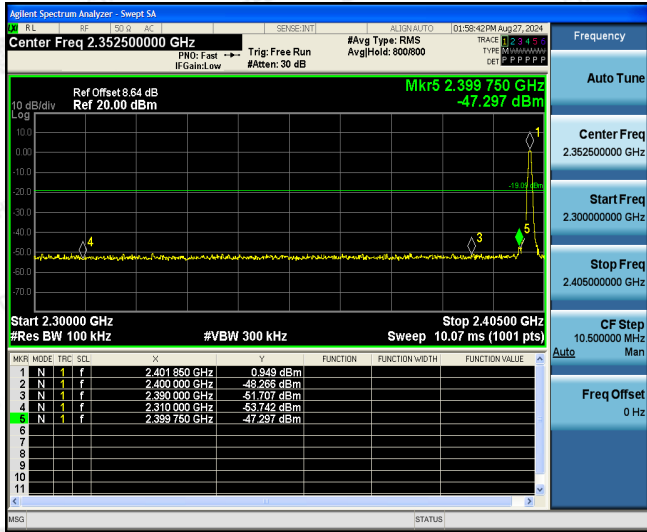 Agilent Spectrum Analyzer - Swept SA
RL RF 50 Ω AC SENSE:INT ALIGN AUTO 01:58:42 PM Aug 27, 2024
Center Freq 2.352500000 GHz
PNO: Fast
IFGain:Low
Trig: Free Run
#Atten: 30 dB
#Avg Type: RMS
Avg|Hold: 800/800
TRACE 1 2 3 4 5 6
TYPE M
DET P P P P P P
Ref Offset 8.64 dB
Ref 20.00 dBm
Mkr5 2.399 750 GHz
-47.297 dBm
10 dB/div
Log
10.0
0.00
-10.0
-20.0
-30.0
-40.0
-50.0
-60.0
-70.0
-19.05 dBm
1
3
4
5
Start 2.30000 GHz
Stop 2.40500 GHz
#Res BW 100 kHz
#VBW 300 kHz
Sweep 10.07 ms (1001 pts)
MKR MODE TRC SCL X Y FUNCTION FUNCTION WIDTH FUNCTION VALUE
1 N 1 f 2.401 850 GHz 0.949 dBm
2 N 1 f 2.400 000 GHz -48.266 dBm
3 N 1 f 2.390 000 GHz -51.707 dBm
4 N 1 f 2.310 000 GHz -53.742 dBm
5 N 1 f 2.399 750 GHz -47.297 dBm
6
7
8
9
10
11
MSG STATUS
Frequency
Auto Tune
Center Freq
2.352500000 GHz
Start Freq
2.300000000 GHz
Stop Freq
2.405000000 GHz
CF Step
10.500000 MHz
Auto Man
Freq Offset
0 Hz